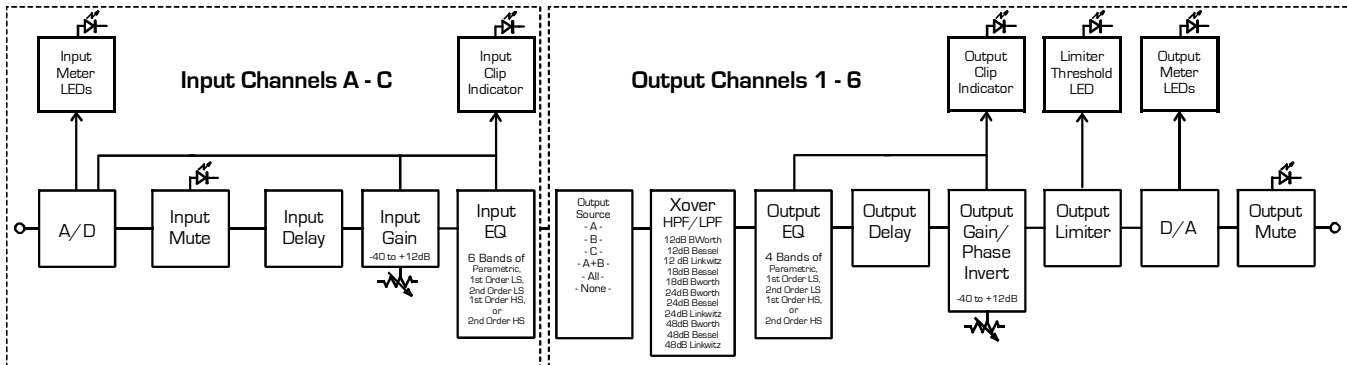 Input
Meter
LEDs
Input Channels A - C
Input
Clip
Indicator
A/D
Input
Mute
Input
Delay
Input
Gain
-40 to +12dB
Input
EQ
6 Bands of
Parametric,
1st Order LS,
2nd Order LS
1st Order HS,
or
2nd Order HS
Output Channels 1 - 6
Output
Clip
Indicator
Limiter
Threshold
LED
Output
Meter
LEDs
Output
Source
- A -
- B -
- C -
- A+B -
- All -
- None -
Xover
HPF/LPF
12dB BWorth
12dB Bessel
12 dB Linkwitz
18dB Bessel
18dB Bworth
24dB Bworth
24dB Bessel
24dB Linkwitz
48dB Bworth
48dB Bessel
48dB Linkwitz
Output
EQ
4 Bands of
Parametric,
1st Order LS,
2nd Order LS
1st Order HS,
or
2nd Order HS
Output
Delay
Output
Gain/
Phase
Invert
-40 to +12dB
Output
Limiter
D/A
Output
Mute